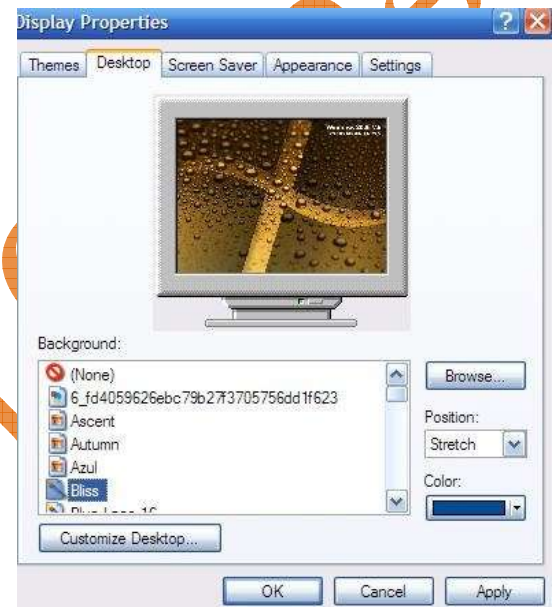 Display Properties
Themes Desktop Screen Saver Appearance Settings
Background:
(None)
6_fd4059626ebc79b27f3705756dd1f623
Ascent
Autumn
Azul
Bliss
Browse...
Position:
Stretch
Color:
Customize Desktop...
OK Cancel Apply